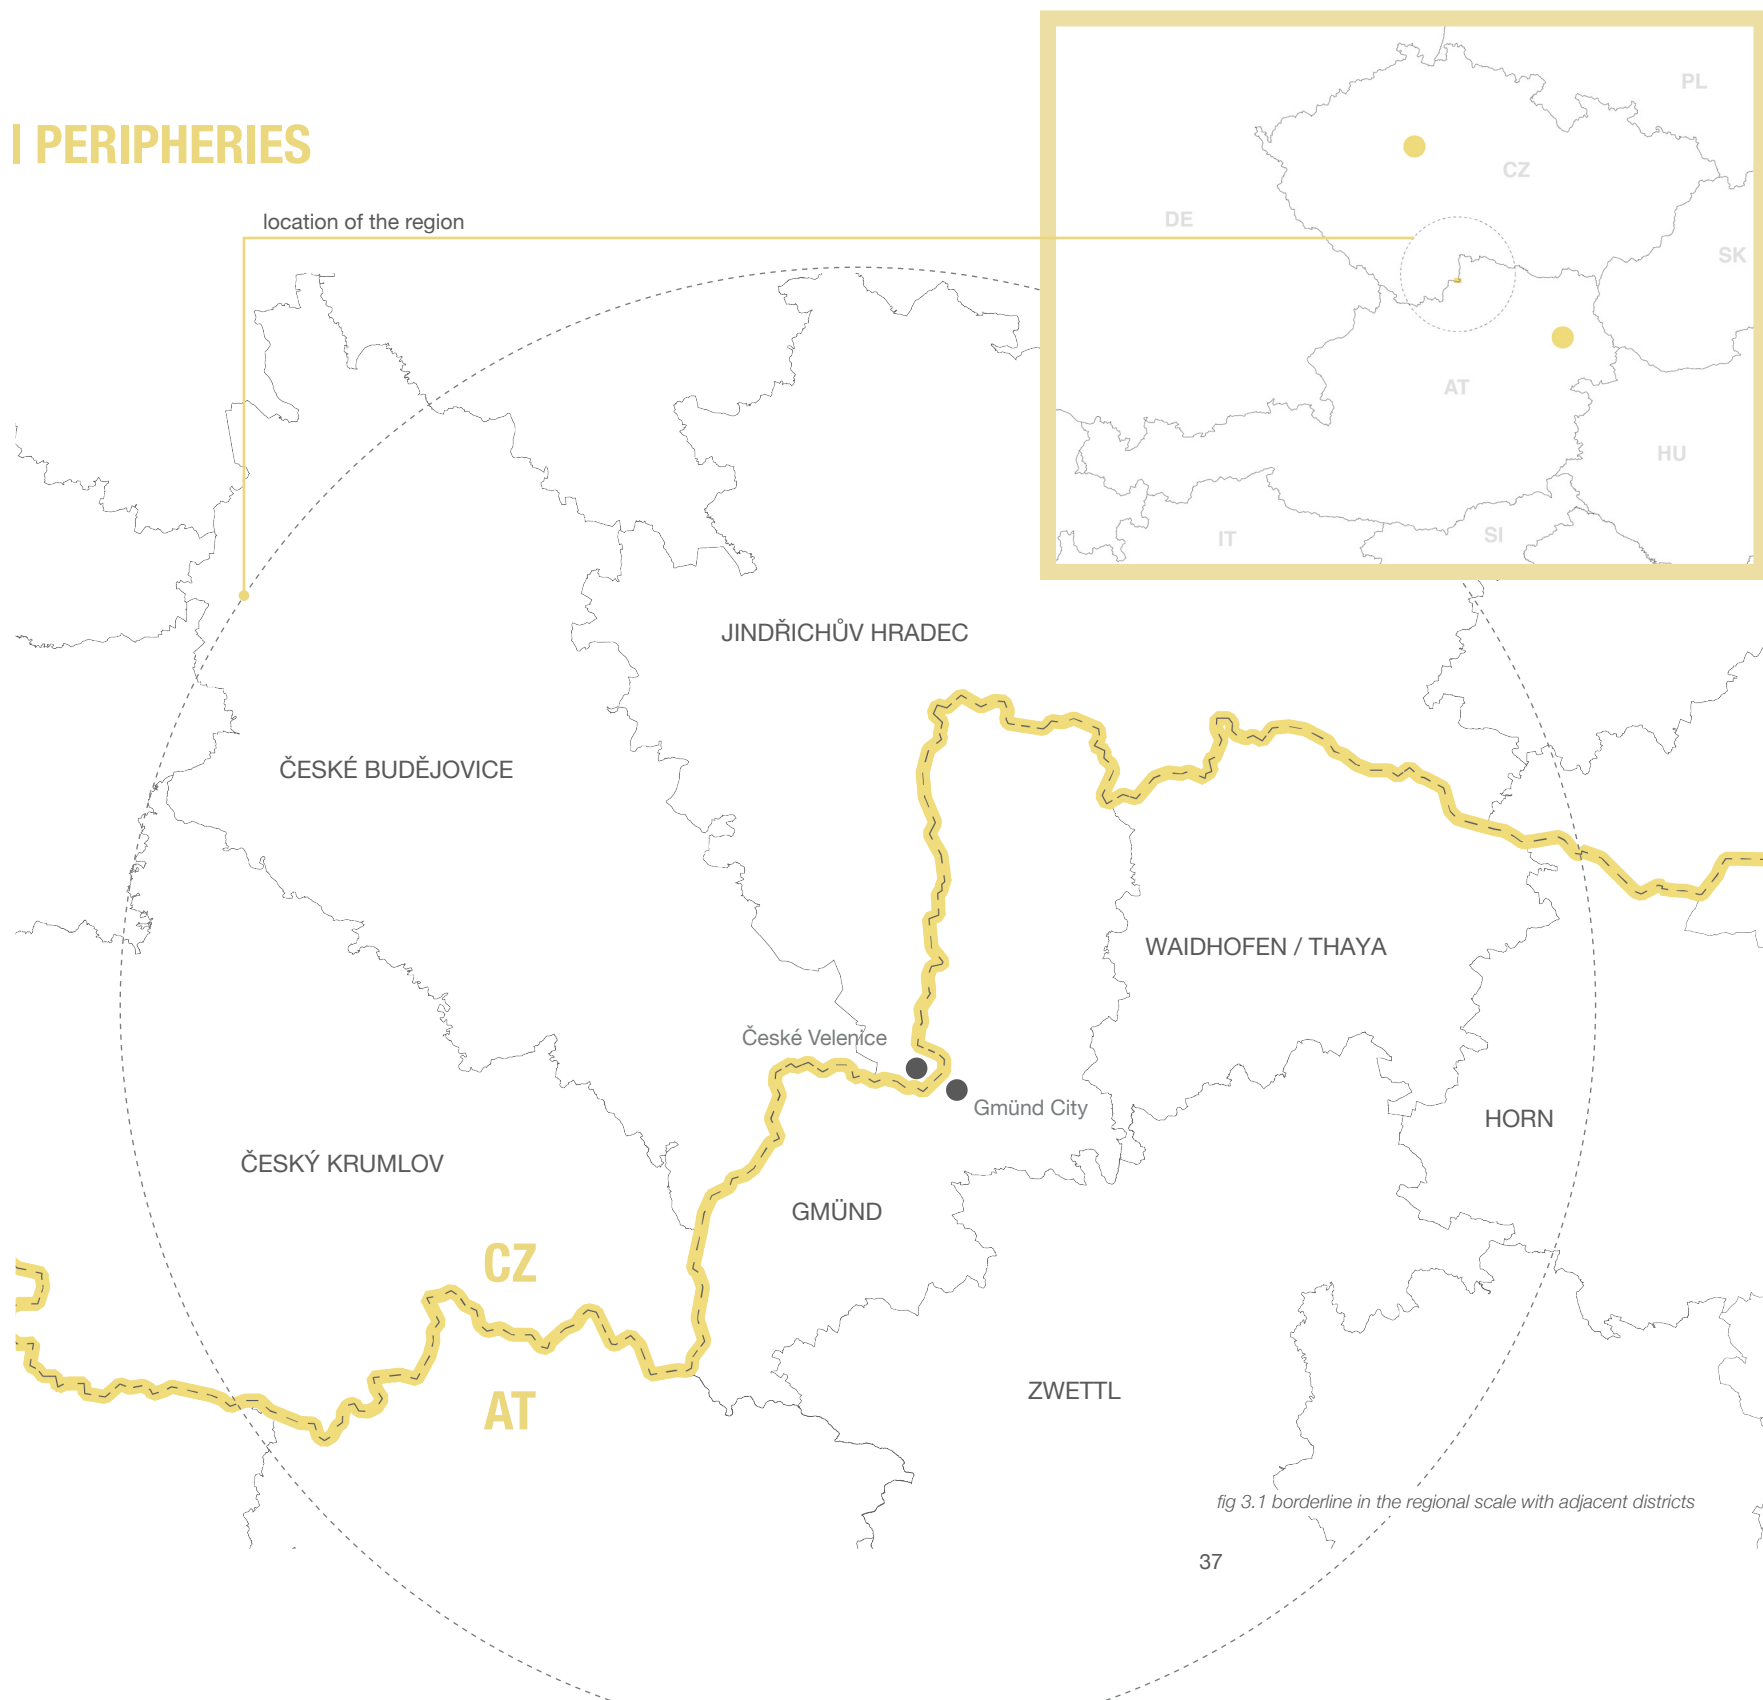 I PERIPHERIES
location of the region
PL
CZ
DE
SK
AT
HU
IT
SI
JINDŘICHŮV HRADEC
ČESKÉ BUDĚJOVICE
WAIDHOFEN / THAYA
České Velenice
Gmünd City
HORN
ČESKÝ KRUMLOV
GMÜND
CZ
ZWETTL
AT
fig 3.1 borderline in the regional scale with adjacent districts
37